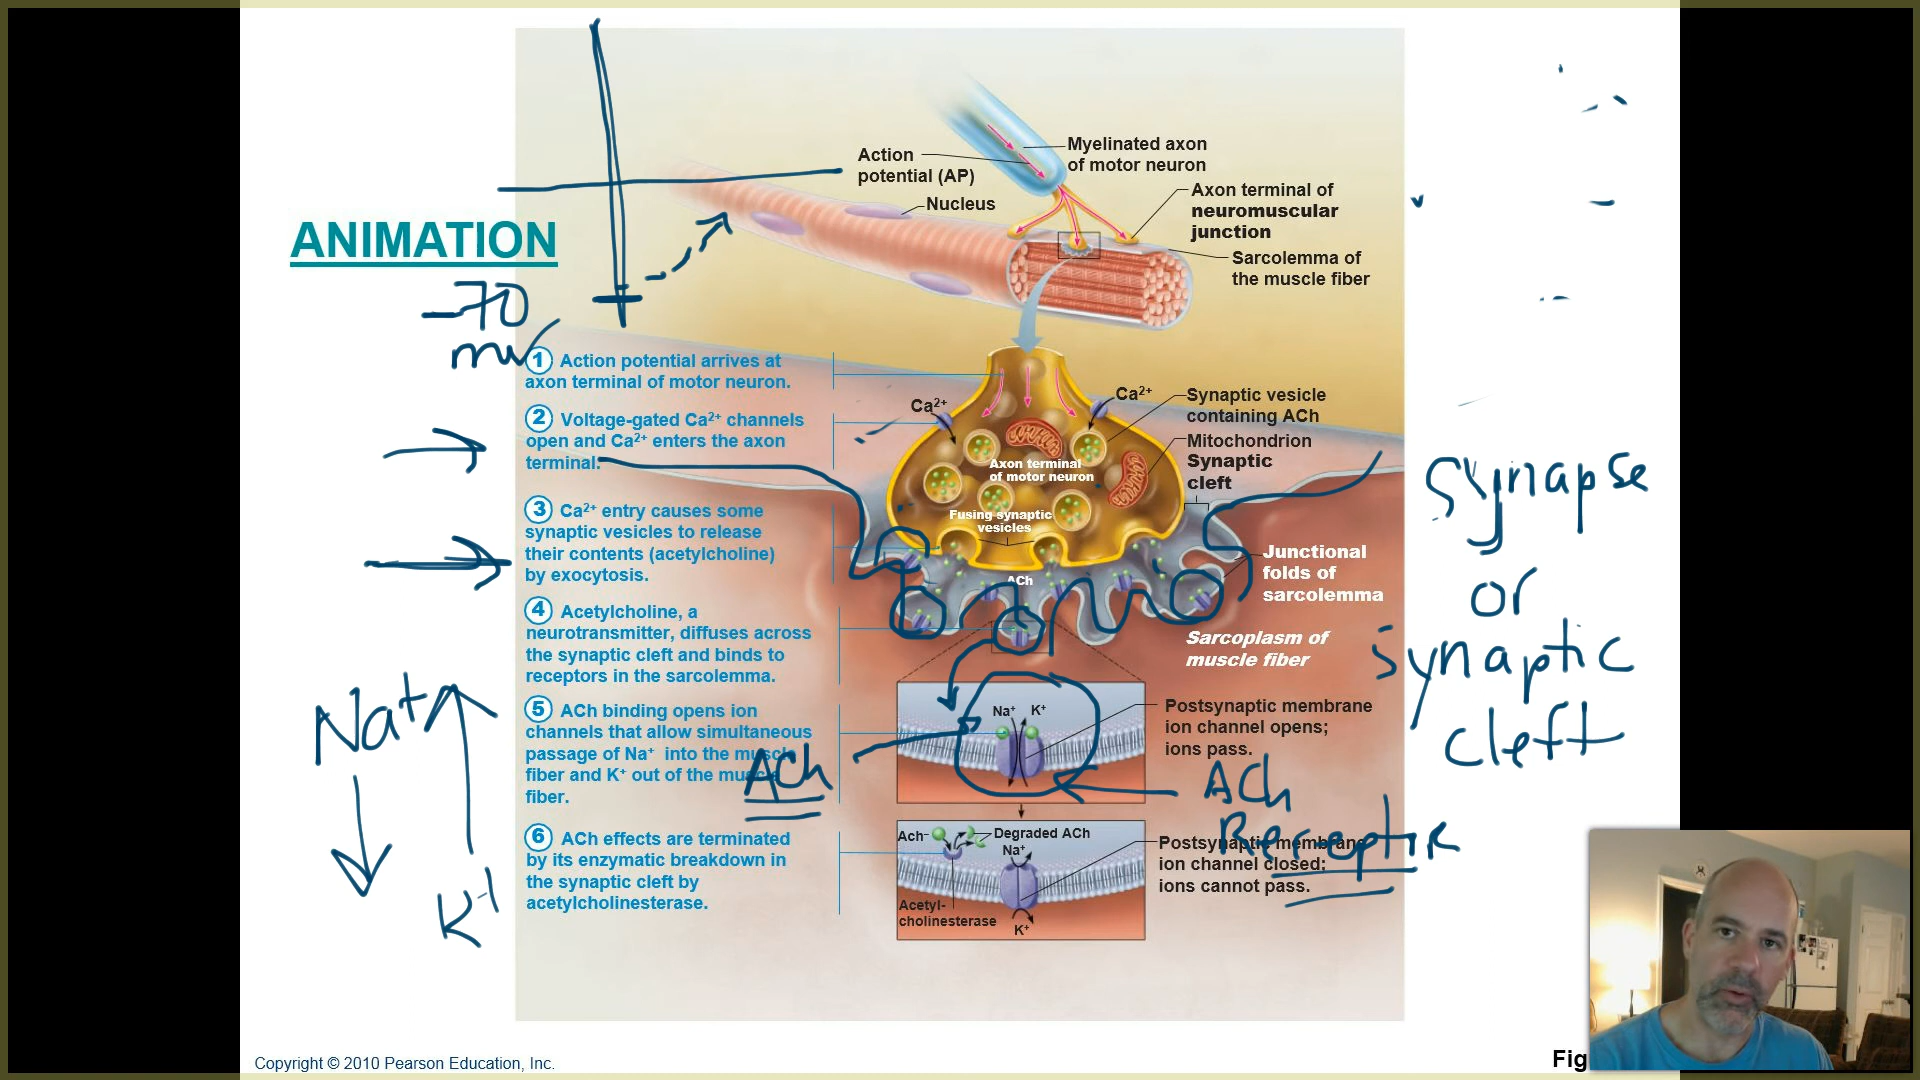 Action
potential (AP)
Myelinated axon
of motor neuron
Nucleus
Axon terminal of
neuromuscular
junction
Sarcolemma of
the muscle fiber
ANIMATION
-70
mv
1 Action potential arrives at
axon terminal of motor neuron.
2 Voltage-gated Ca²⁺ channels
open and Ca²⁺ enters the axon
terminal.
3 Ca²⁺ entry causes some
synaptic vesicles to release
their contents (acetylcholine)
by exocytosis.
4 Acetylcholine, a
neurotransmitter, diffuses across
the synaptic cleft and binds to
receptors in the sarcolemma.
5 ACh binding opens ion
channels that allow simultaneous
passage of Na⁺ into the muscle
fiber and K⁺ out of the muscle
fiber.
6 ACh effects are terminated
by its enzymatic breakdown in
the synaptic cleft by
acetylcholinesterase.
Ca²⁺
Ca²⁺
Synaptic vesicle
containing ACh
Mitochondrion
Synaptic
cleft
Axon terminal
of motor neuron
Fusing synaptic
vesicles
ACh
Junctional
folds of
sarcolemma
Sarcoplasm of
muscle fiber
Synapse
or
Synaptic
cleft
Na+
K+
ACh
Na⁺ K⁺
Postsynaptic membrane
ion channel opens;
ions pass.
ACh
Receptor
Ach
Degraded ACh
Na⁺
Acetyl-
cholinesterase
K⁺
Postsynaptic membrane
ion channel closed;
ions cannot pass.
Copyright © 2010 Pearson Education, Inc.
Fig